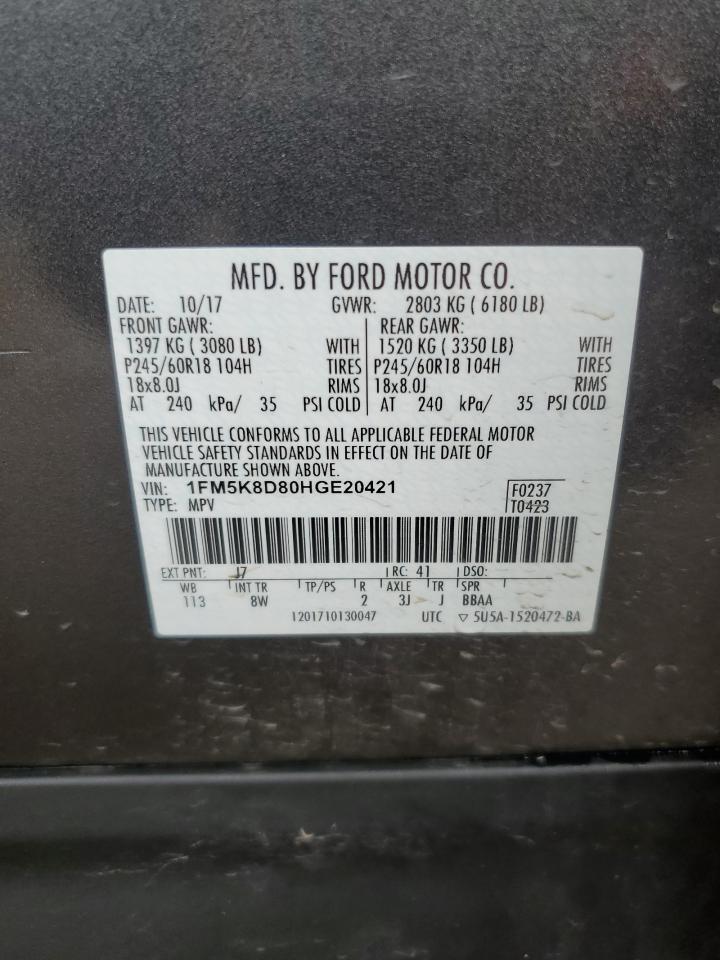 MFD. BY FORD MOTOR CO.
DATE: 10/17 GVWR: 2803 KG ( 6180 LB)
FRONT GAWR: REAR GAWR:
1397 KG ( 3080 LB) WITH 1520 KG ( 3350 LB) WITH
P245/60R18 104H TIRES P245/60R18 104H TIRES
18x8.0J RIMS 18x8.0J RIMS
AT 240 kPa/ 35 PSI COLD AT 240 kPa/ 35 PSI COLD
THIS VEHICLE CONFORMS TO ALL APPLICABLE FEDERAL MOTOR
VEHICLE SAFETY STANDARDS IN EFFECT ON THE DATE OF
MANUFACTURE SHOWN ABOVE.
VIN: 1FM5K8D80HGE20421 F0237
TYPE: MPV T0423
EXT PNT: J7 RC: 41 DSO:
WB INT TR TP/PS R AXLE TR SPR
113 8W 2 3J J BBAA
1201710130047 UTC ▽ 5U5A-1520472-BA